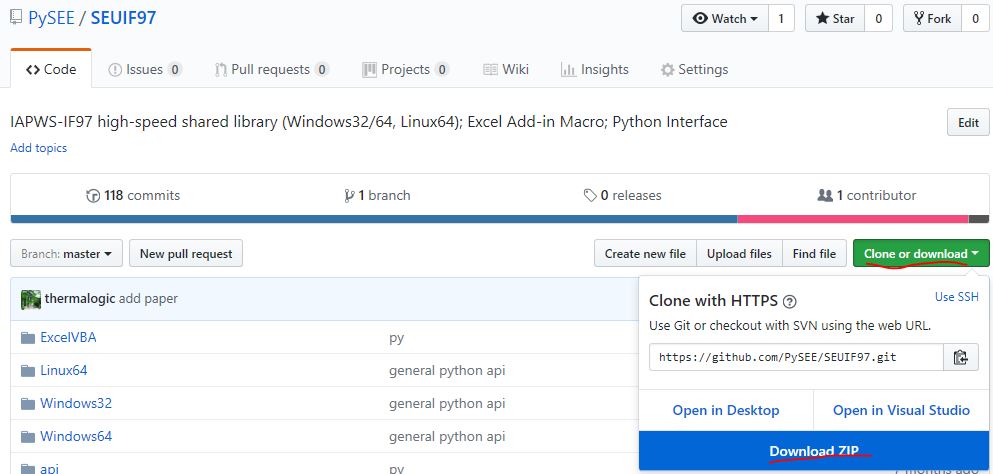 PySEE / SEUIF97
Watch 1 Star 0 Fork 0
Code Issues 0 Pull requests 0 Projects 0 Wiki Insights Settings
IAPWS-IF97 high-speed shared library (Windows32/64, Linux64); Excel Add-in Macro; Python Interface
Edit
Add topics
118 commits 1 branch 0 releases 1 contributor
Branch: master New pull request Create new file Upload files Find file Clone or download
thermalogic add paper
ExcelVBA py
Linux64 general python api
Windows32 general python api
Windows64 general python api
api py
Clone with HTTPS ? Use SSH
Use Git or checkout with SVN using the web URL.
https://github.com/PySEE/SEUIF97.git
Open in Desktop Open in Visual Studio
Download ZIP
7 months ago